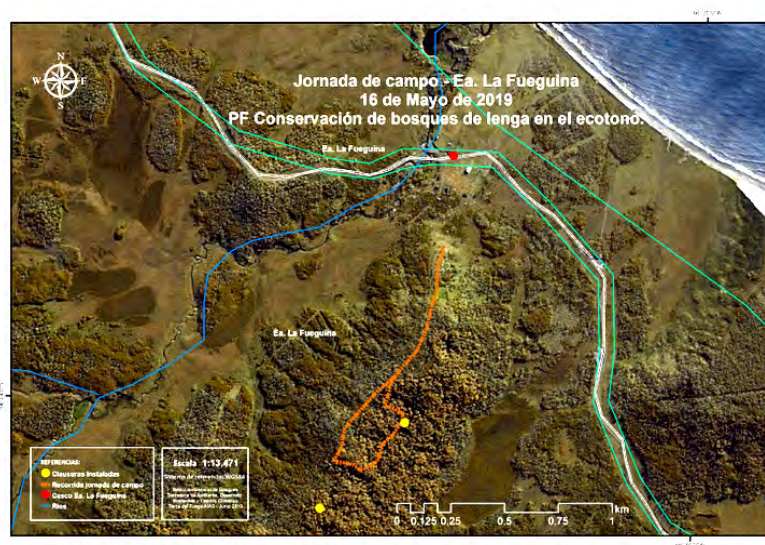 N
W E
S
Jornada de campo - Ea. La Fueguina
16 de Mayo de 2019
PF Conservación de bosques de lenga en el ecotono.
Ea. La Fueguina
Ea. La Fueguina
REFERENCIAS:
Clausuras Instaladas
Recorrida jornada de campo
Casco Ea. La Fueguina
Ríos
Escala 1:13,471
Sistema de referencias WGS84
0 0.125 0.25 0.5 0.75 1 km